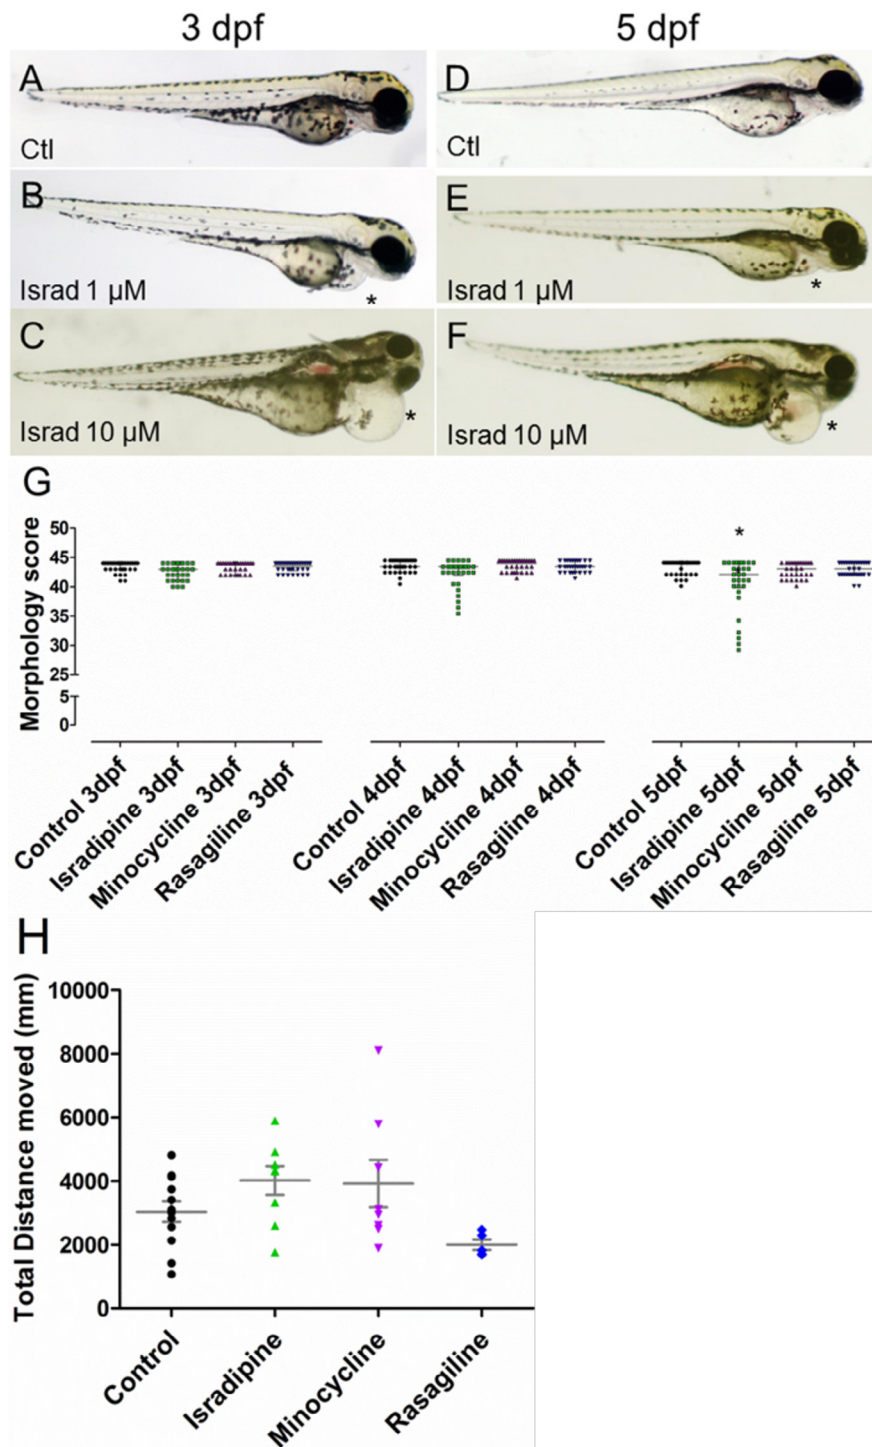 3 dpf
5 dpf
A
Ctl
D
Ctl
B
Israd 1 µM
*
E
Israd 1 µM
*
C
Israd 10 µM
*
F
Israd 10 µM
*
G
Morphology score
50
45
40
35
30
25
5
0
*
Control 3dpf
Isradipine 3dpf
Minocycline 3dpf
Rasagiline 3dpf
Control 4dpf
Isradipine 4dpf
Minocycline 4dpf
Rasagiline 4dpf
Control 5dpf
Isradipine 5dpf
Minocycline 5dpf
Rasagiline 5dpf
H
Total Distance moved (mm)
10000
8000
6000
4000
2000
0
Control
Isradipine
Minocycline
Rasagiline